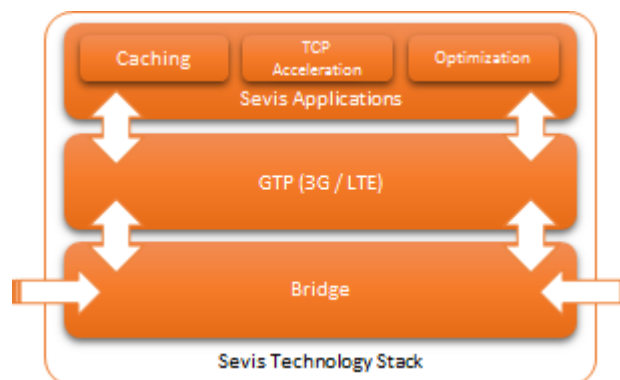 Caching
TCP
Acceleration
Optimization
Sevis Applications
GTP (3G / LTE)
Bridge
Sevis Technology Stack